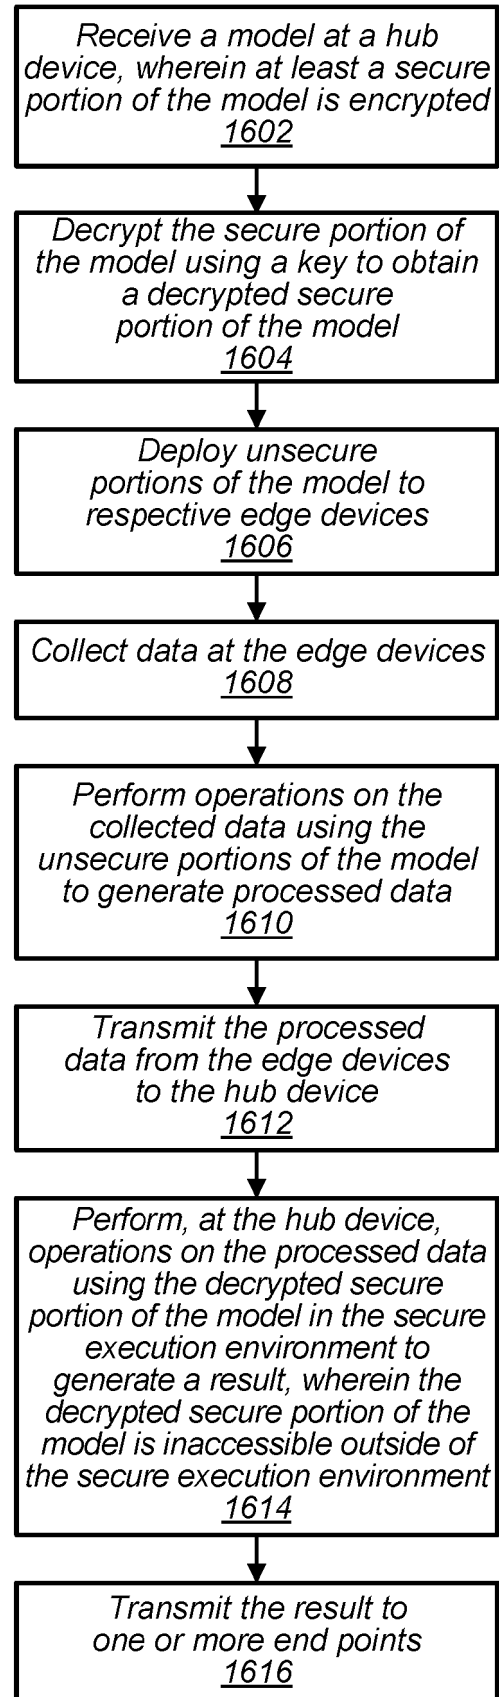 Receive a model at a hub
device, wherein at least a secure
portion of the model is encrypted
1602
Decrypt the secure portion of
the model using a key to obtain
a decrypted secure
portion of the model
1604
Deploy unsecure
portions of the model to
respective edge devices
1606
Collect data at the edge devices
1608
Perform operations on the
collected data using the
unsecure portions of the model
to generate processed data
1610
Transmit the processed
data from the edge devices
to the hub device
1612
Perform, at the hub device,
operations on the processed data
using the decrypted secure
portion of the model in the secure
execution environment to
generate a result, wherein the
decrypted secure portion of the
model is inaccessible outside of
the secure execution environment
1614
Transmit the result to
one or more end points
1616